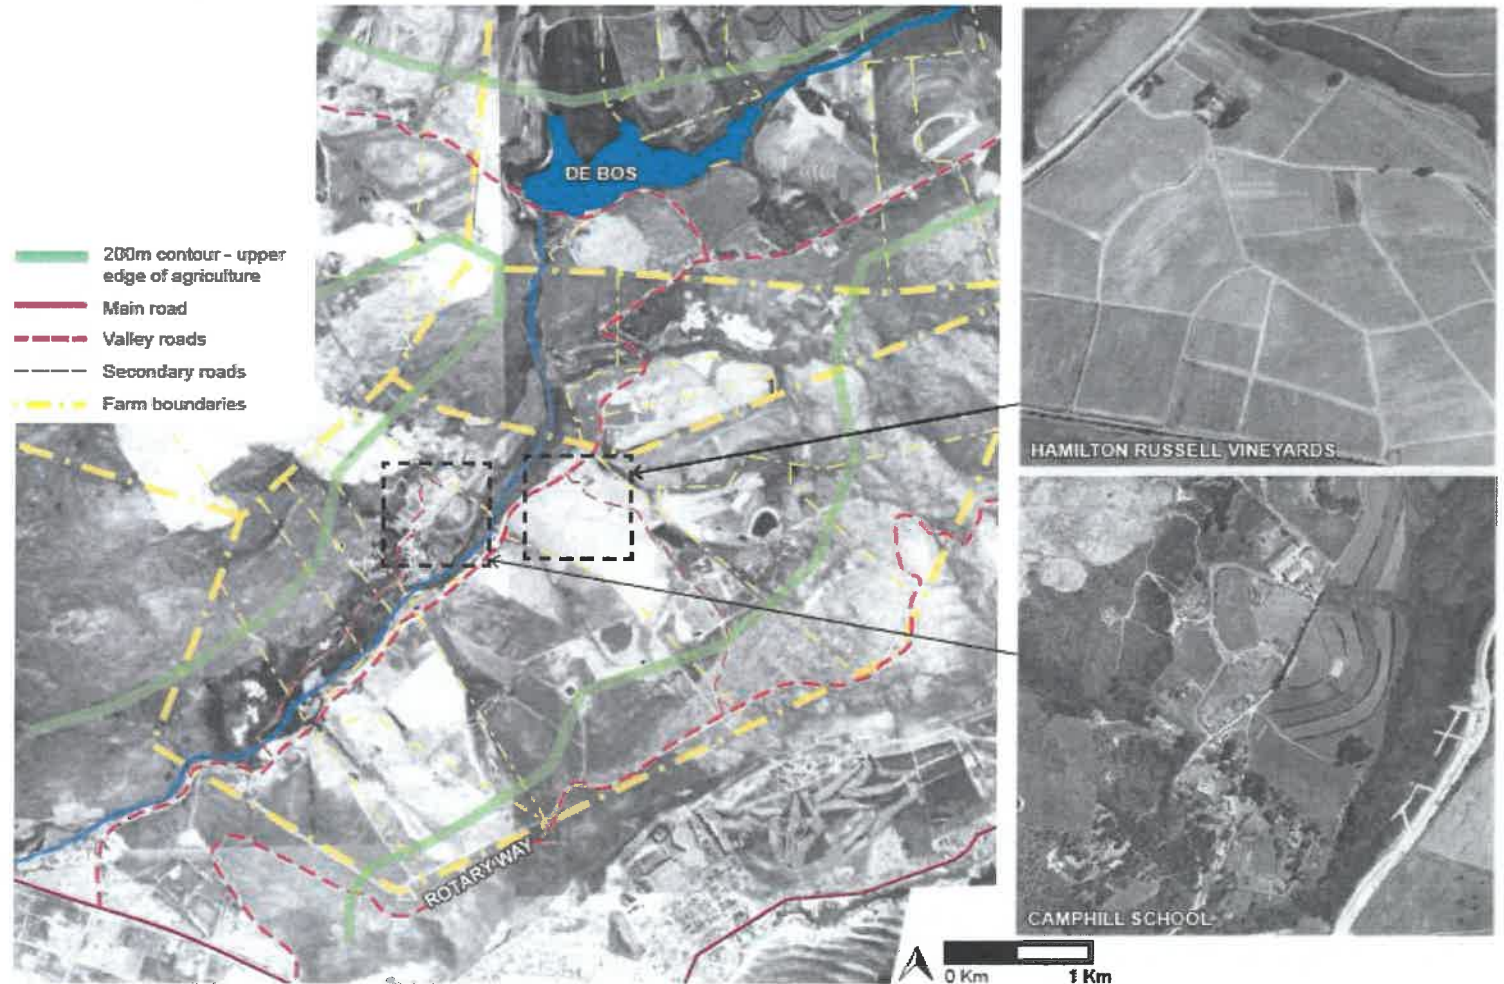 200m contour - upper
edge of agriculture
Main road
Valley roads
Secondary roads
Farm boundaries
DE BOS
ROTARY WAY
HAMILTON RUSSELL VINEYARDS
CAMPHILL SCHOOL
0 Km
1 Km